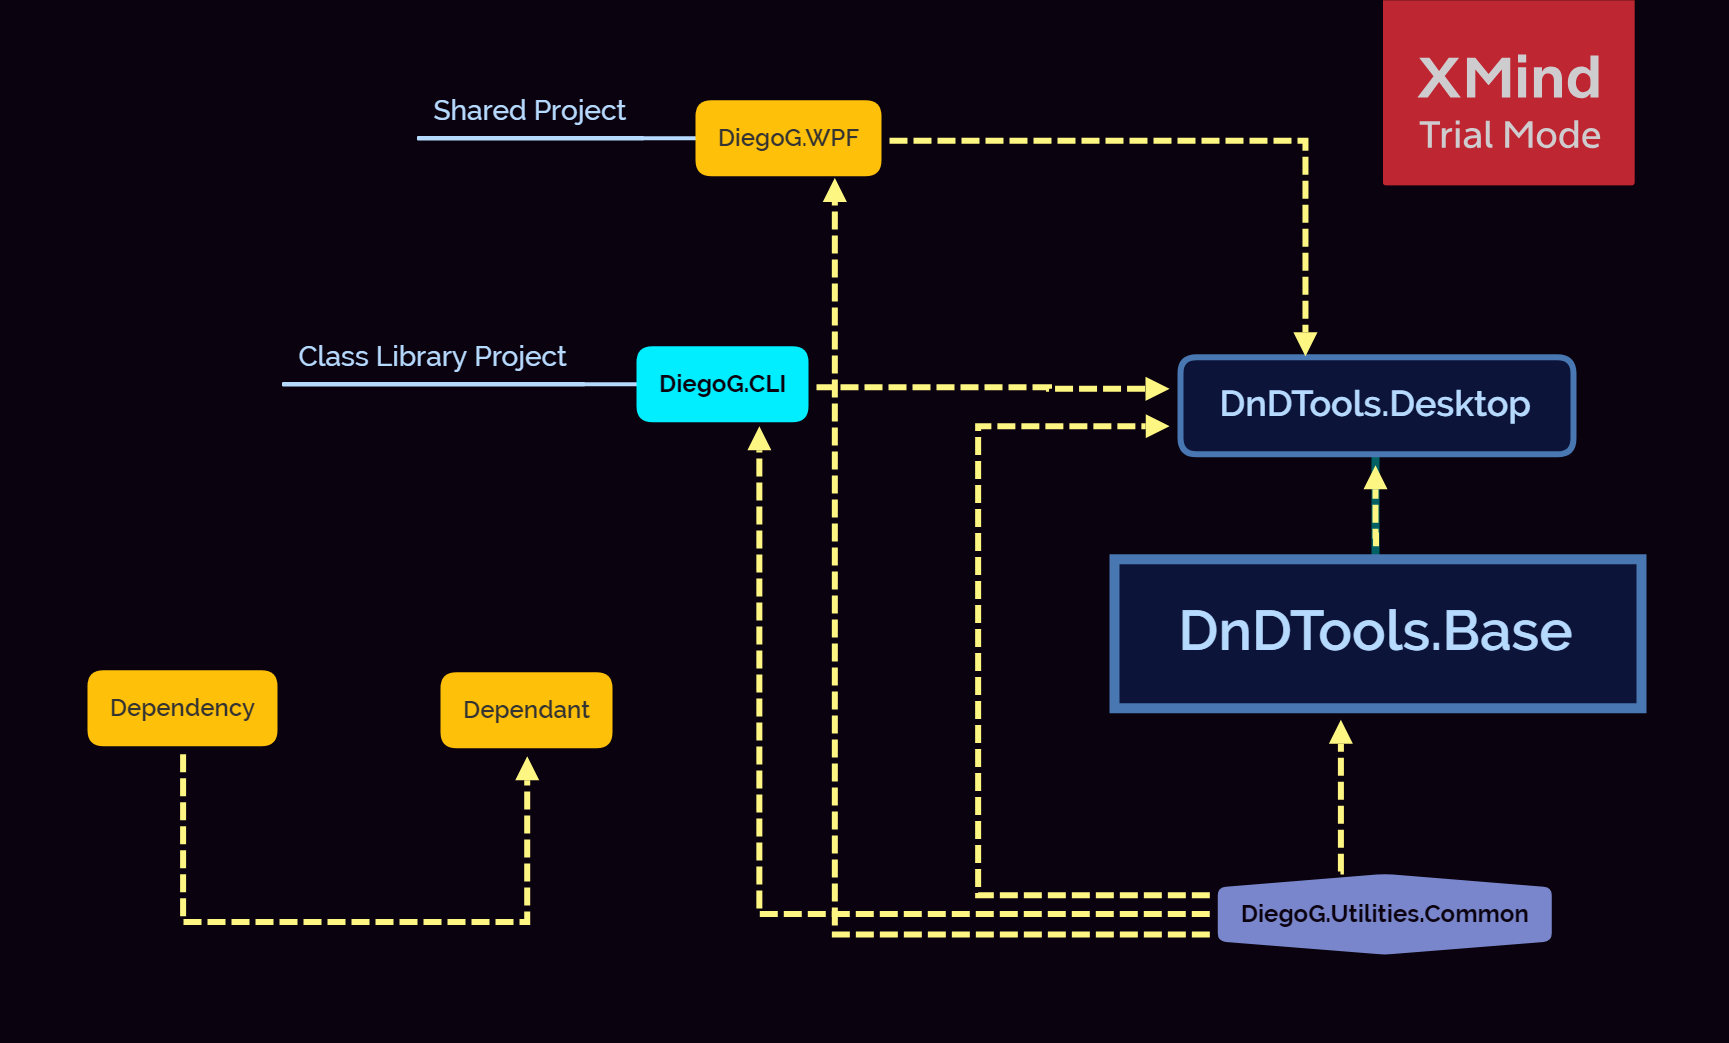 XMind
Trial Mode
Shared Project
DiegoG.WPF
Class Library Project
DiegoG.CLI
DnDTools.Desktop
DnDTools.Base
Dependency
Dependant
DiegoG.Utilities.Common